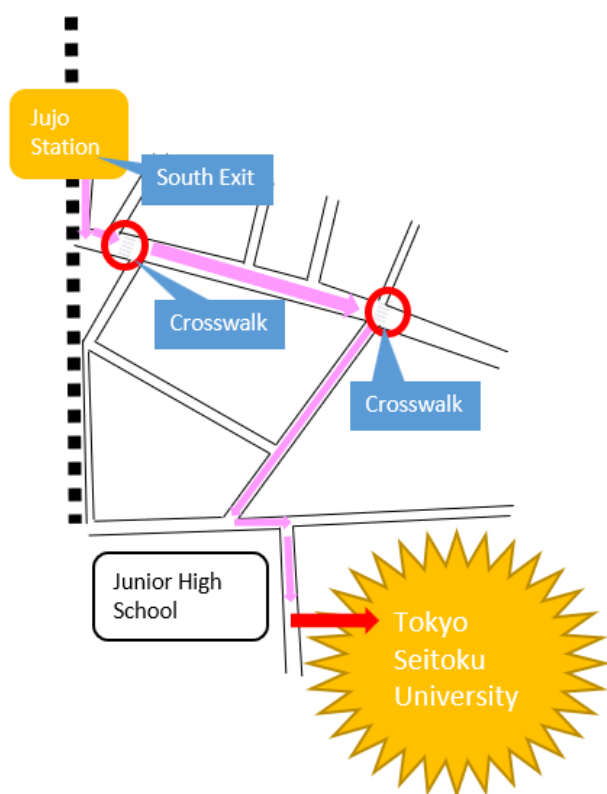 Jujo
Station
South Exit
Crosswalk
Crosswalk
Junior High
School
Tokyo
Seitoku
University